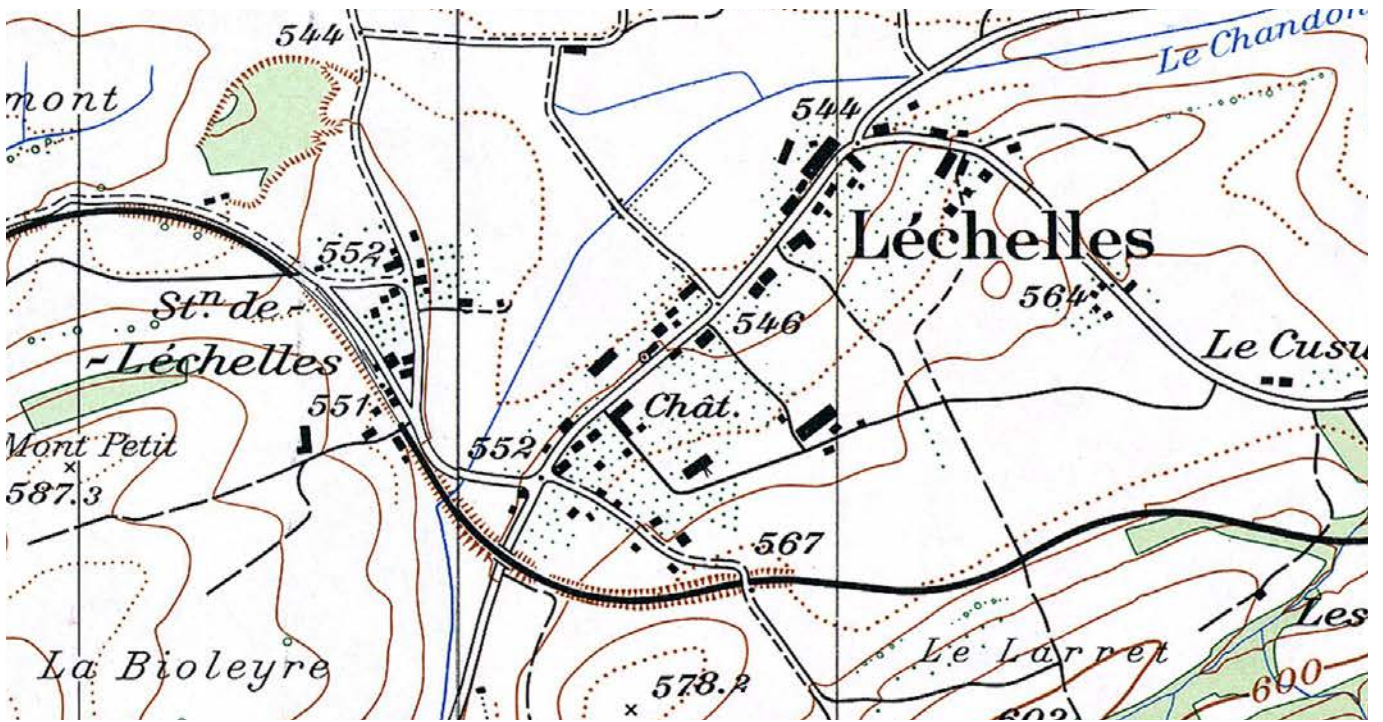 544
Le Chandon
mont
544
Léchelles
552
Stn. de -
- Léchelles
564
546
Le Cusu
551
Chât.
Mont Petit
552
587.3
567
Les
La Bioleyre
Le Larret
578.2
600
603